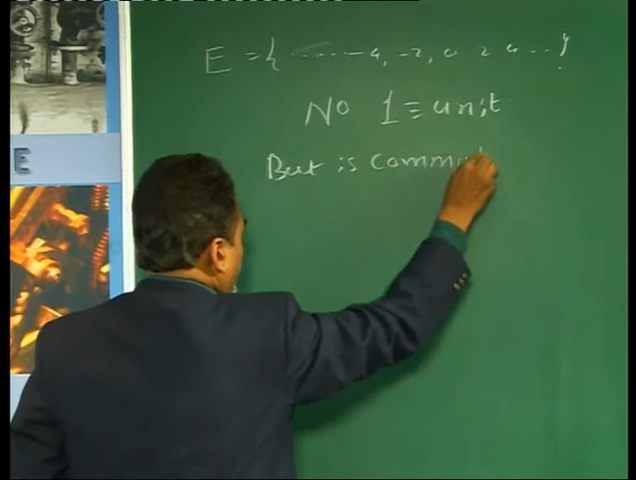 E = { ...... -4, -2, 0 2 4 ... }
No 1 ≡ unit
But is commu
E